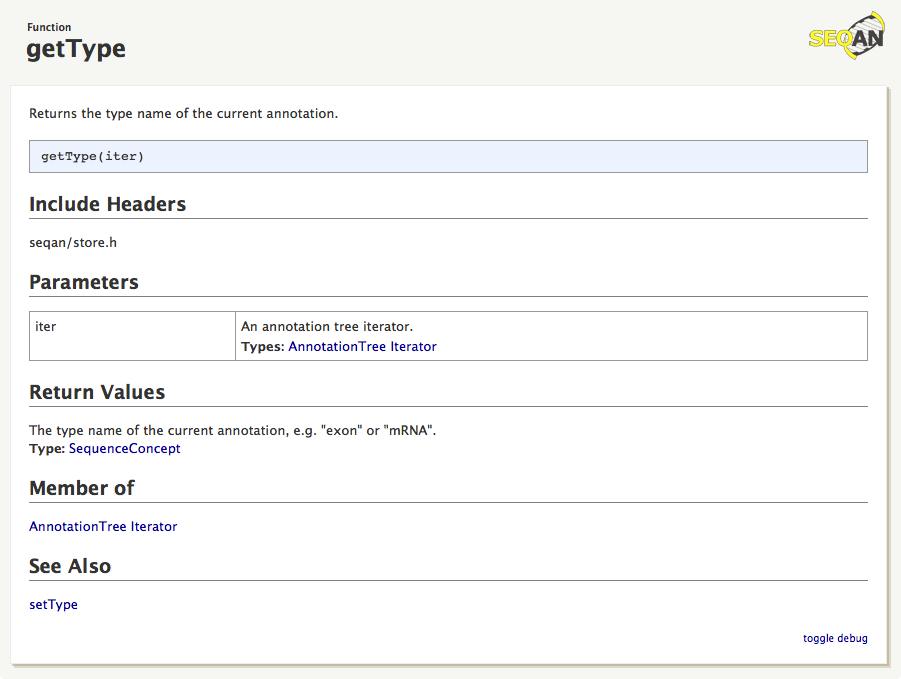 Function
getType
SEQAN
Returns the type name of the current annotation.
getType(iter)
Include Headers
seqan/store.h
Parameters
iter
An annotation tree iterator.
Types: AnnotationTree Iterator
Return Values
The type name of the current annotation, e.g. "exon" or "mRNA".
Type: SequenceConcept
Member of
AnnotationTree Iterator
See Also
setType
toggle debug